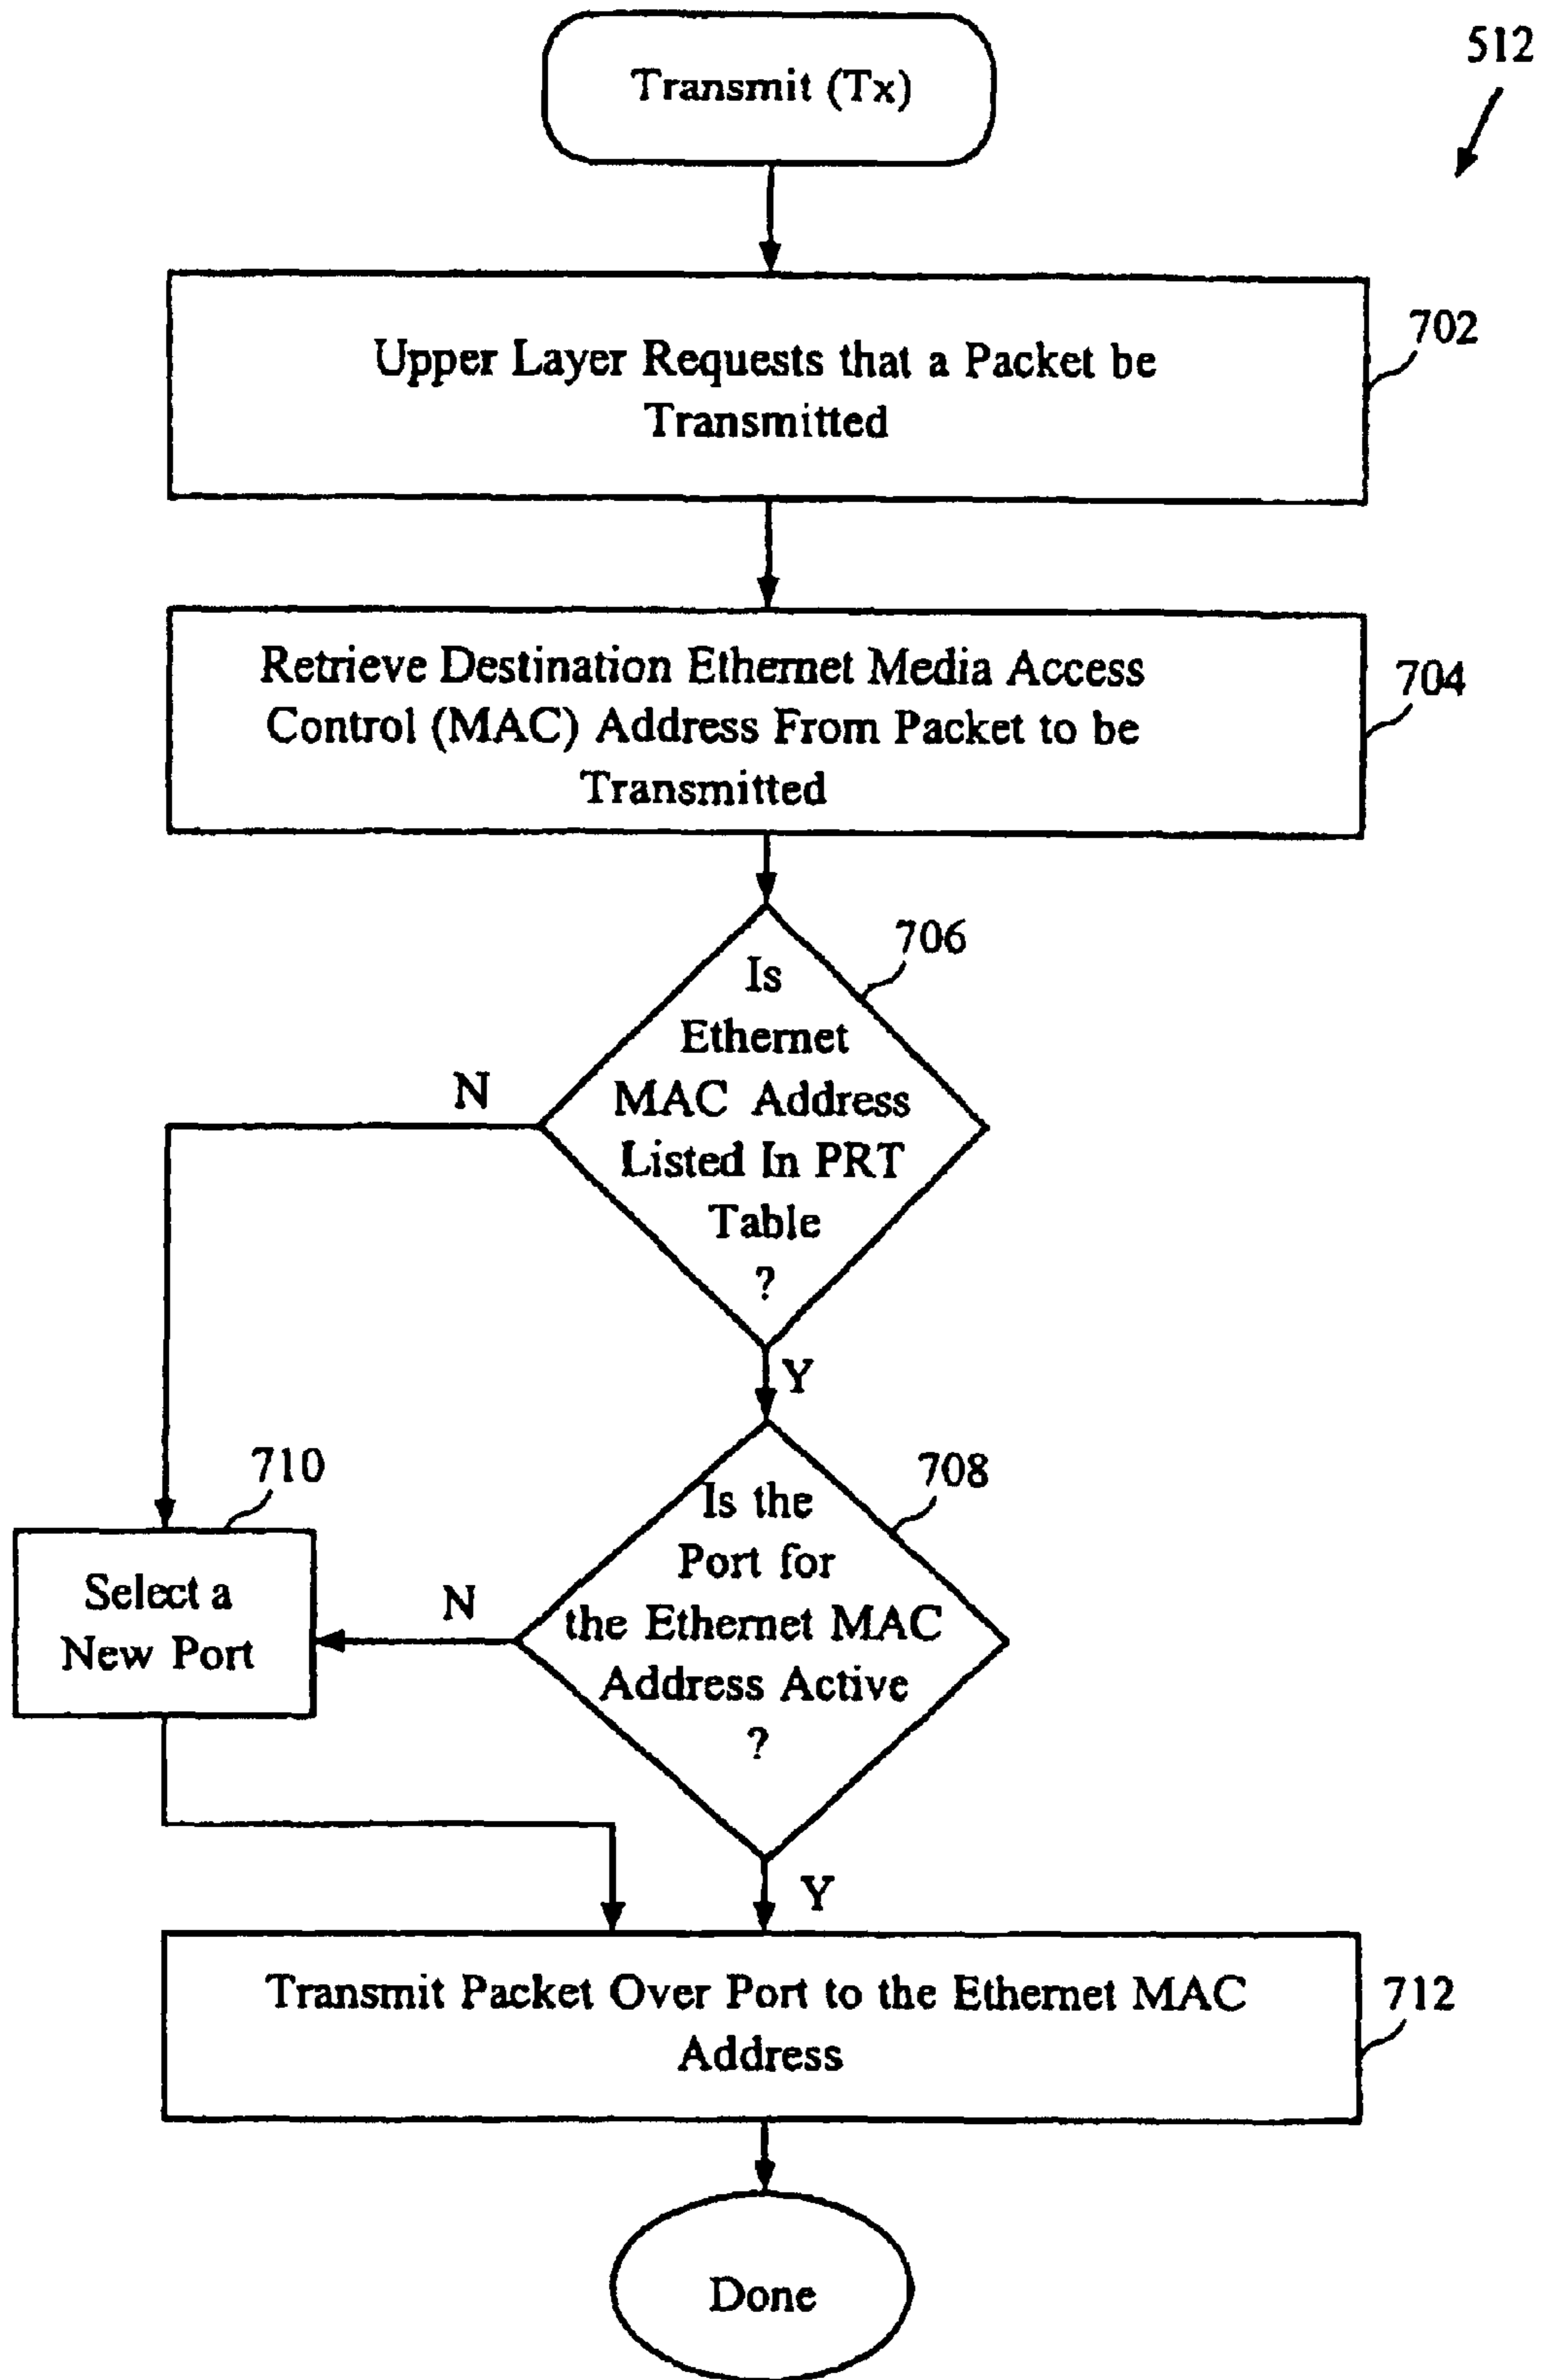 Transmit (Tx)
512
Upper Layer Requests that a Packet be
Transmitted
702
Retrieve Destination Ethernet Media Access
Control (MAC) Address From Packet to be
Transmitted
704
706
Is
Ethernet
MAC Address
Listed In PRT
Table
?
N
Y
710
Select a
New Port
N
708
Is the
Port for
the Ethernet MAC
Address Active
?
Y
Transmit Packet Over Port to the Ethernet MAC
Address
712
Done